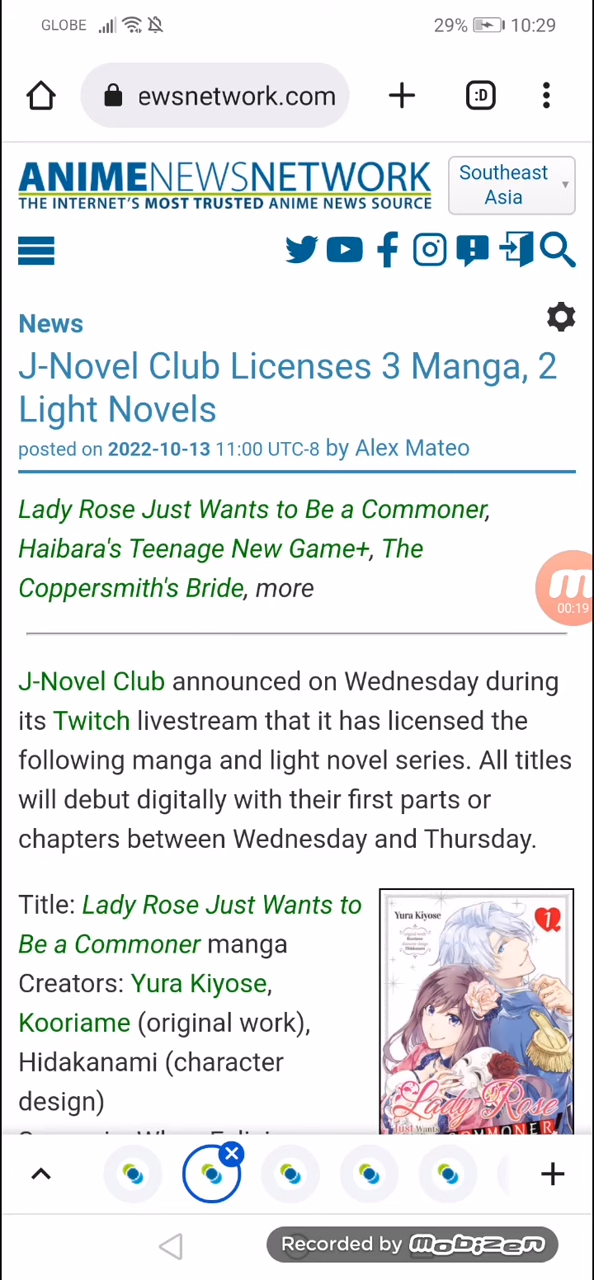 GLOBE 29% 10:29
ewsnetwork.com :D
ANIMENEWSNETWORK
THE INTERNET'S MOST TRUSTED ANIME NEWS SOURCE
Southeast
Asia
News
J-Novel Club Licenses 3 Manga, 2
Light Novels
posted on 2022-10-13 11:00 UTC-8 by Alex Mateo
Lady Rose Just Wants to Be a Commoner,
Haibara's Teenage New Game+, The
Coppersmith's Bride, more
00:19
J-Novel Club announced on Wednesday during
its Twitch livestream that it has licensed the
following manga and light novel series. All titles
will debut digitally with their first parts or
chapters between Wednesday and Thursday.
Title: Lady Rose Just Wants to
Be a Commoner manga
Creators: Yura Kiyose,
Kooriame (original work),
Hidakanami (character
design)
Yura Kiyose
1
Lady Rose
Just Wants
COMMONER
Recorded by mobizen